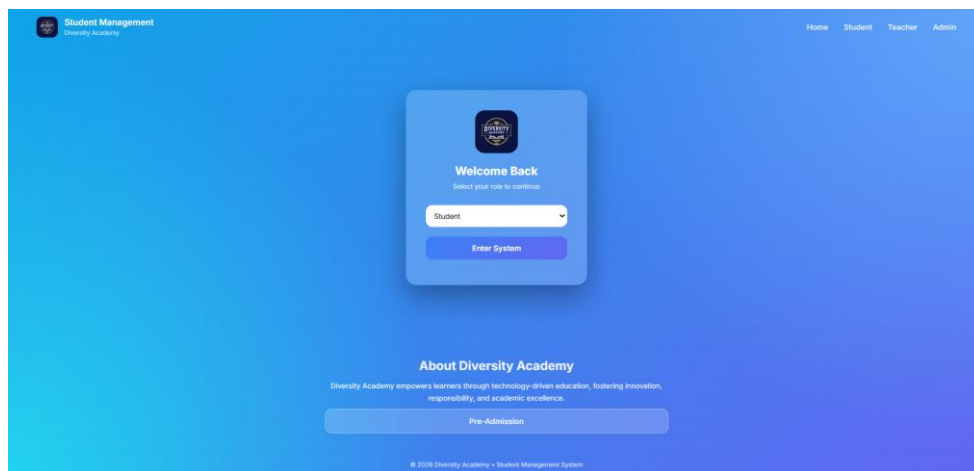 Student Management
Diversity Academy
Home Student Teacher Admin
DIVERSITY
Welcome Back
Select your role to continue
Student
Enter System
About Diversity Academy
Diversity Academy empowers learners through technology-driven education, fostering innovation,
responsibility, and academic excellence.
Pre-Admission
© 2026 Diversity Academy • Student Management System